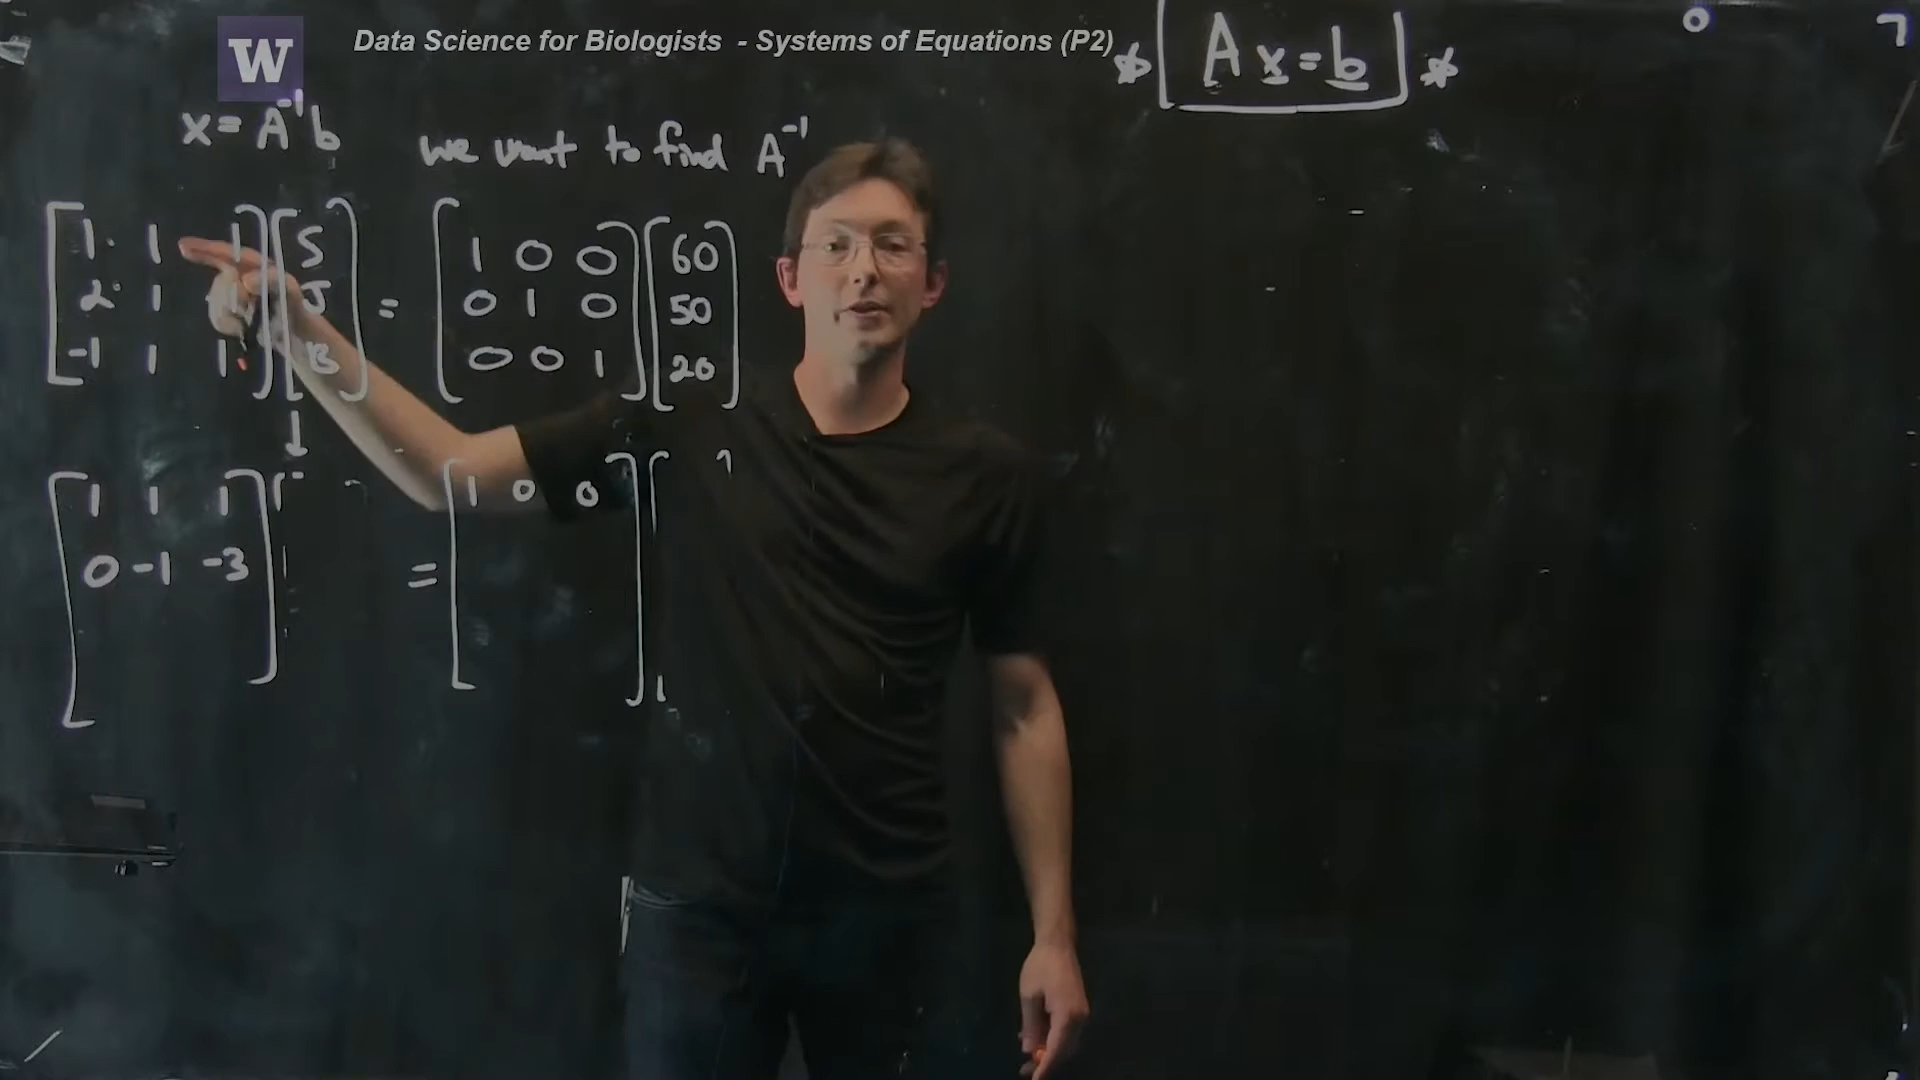 W
Data Science for Biologists - Systems of Equations (P2)
* [ A x = b ] *
0
x = A⁻¹ b
we want to find A⁻¹
[ 1 1 1 ] [ S ] = [ 1 0 0 ] [ 60 ]
[ 2 1 ] [ J ] [ 0 1 0 ] [ 50 ]
[ -1 1 1 ] [ B ] [ 0 0 1 ] [ 20 ]
↓
[ 1 1 1 ] [ = [ 1 0 0 ] [
0 -1 -3